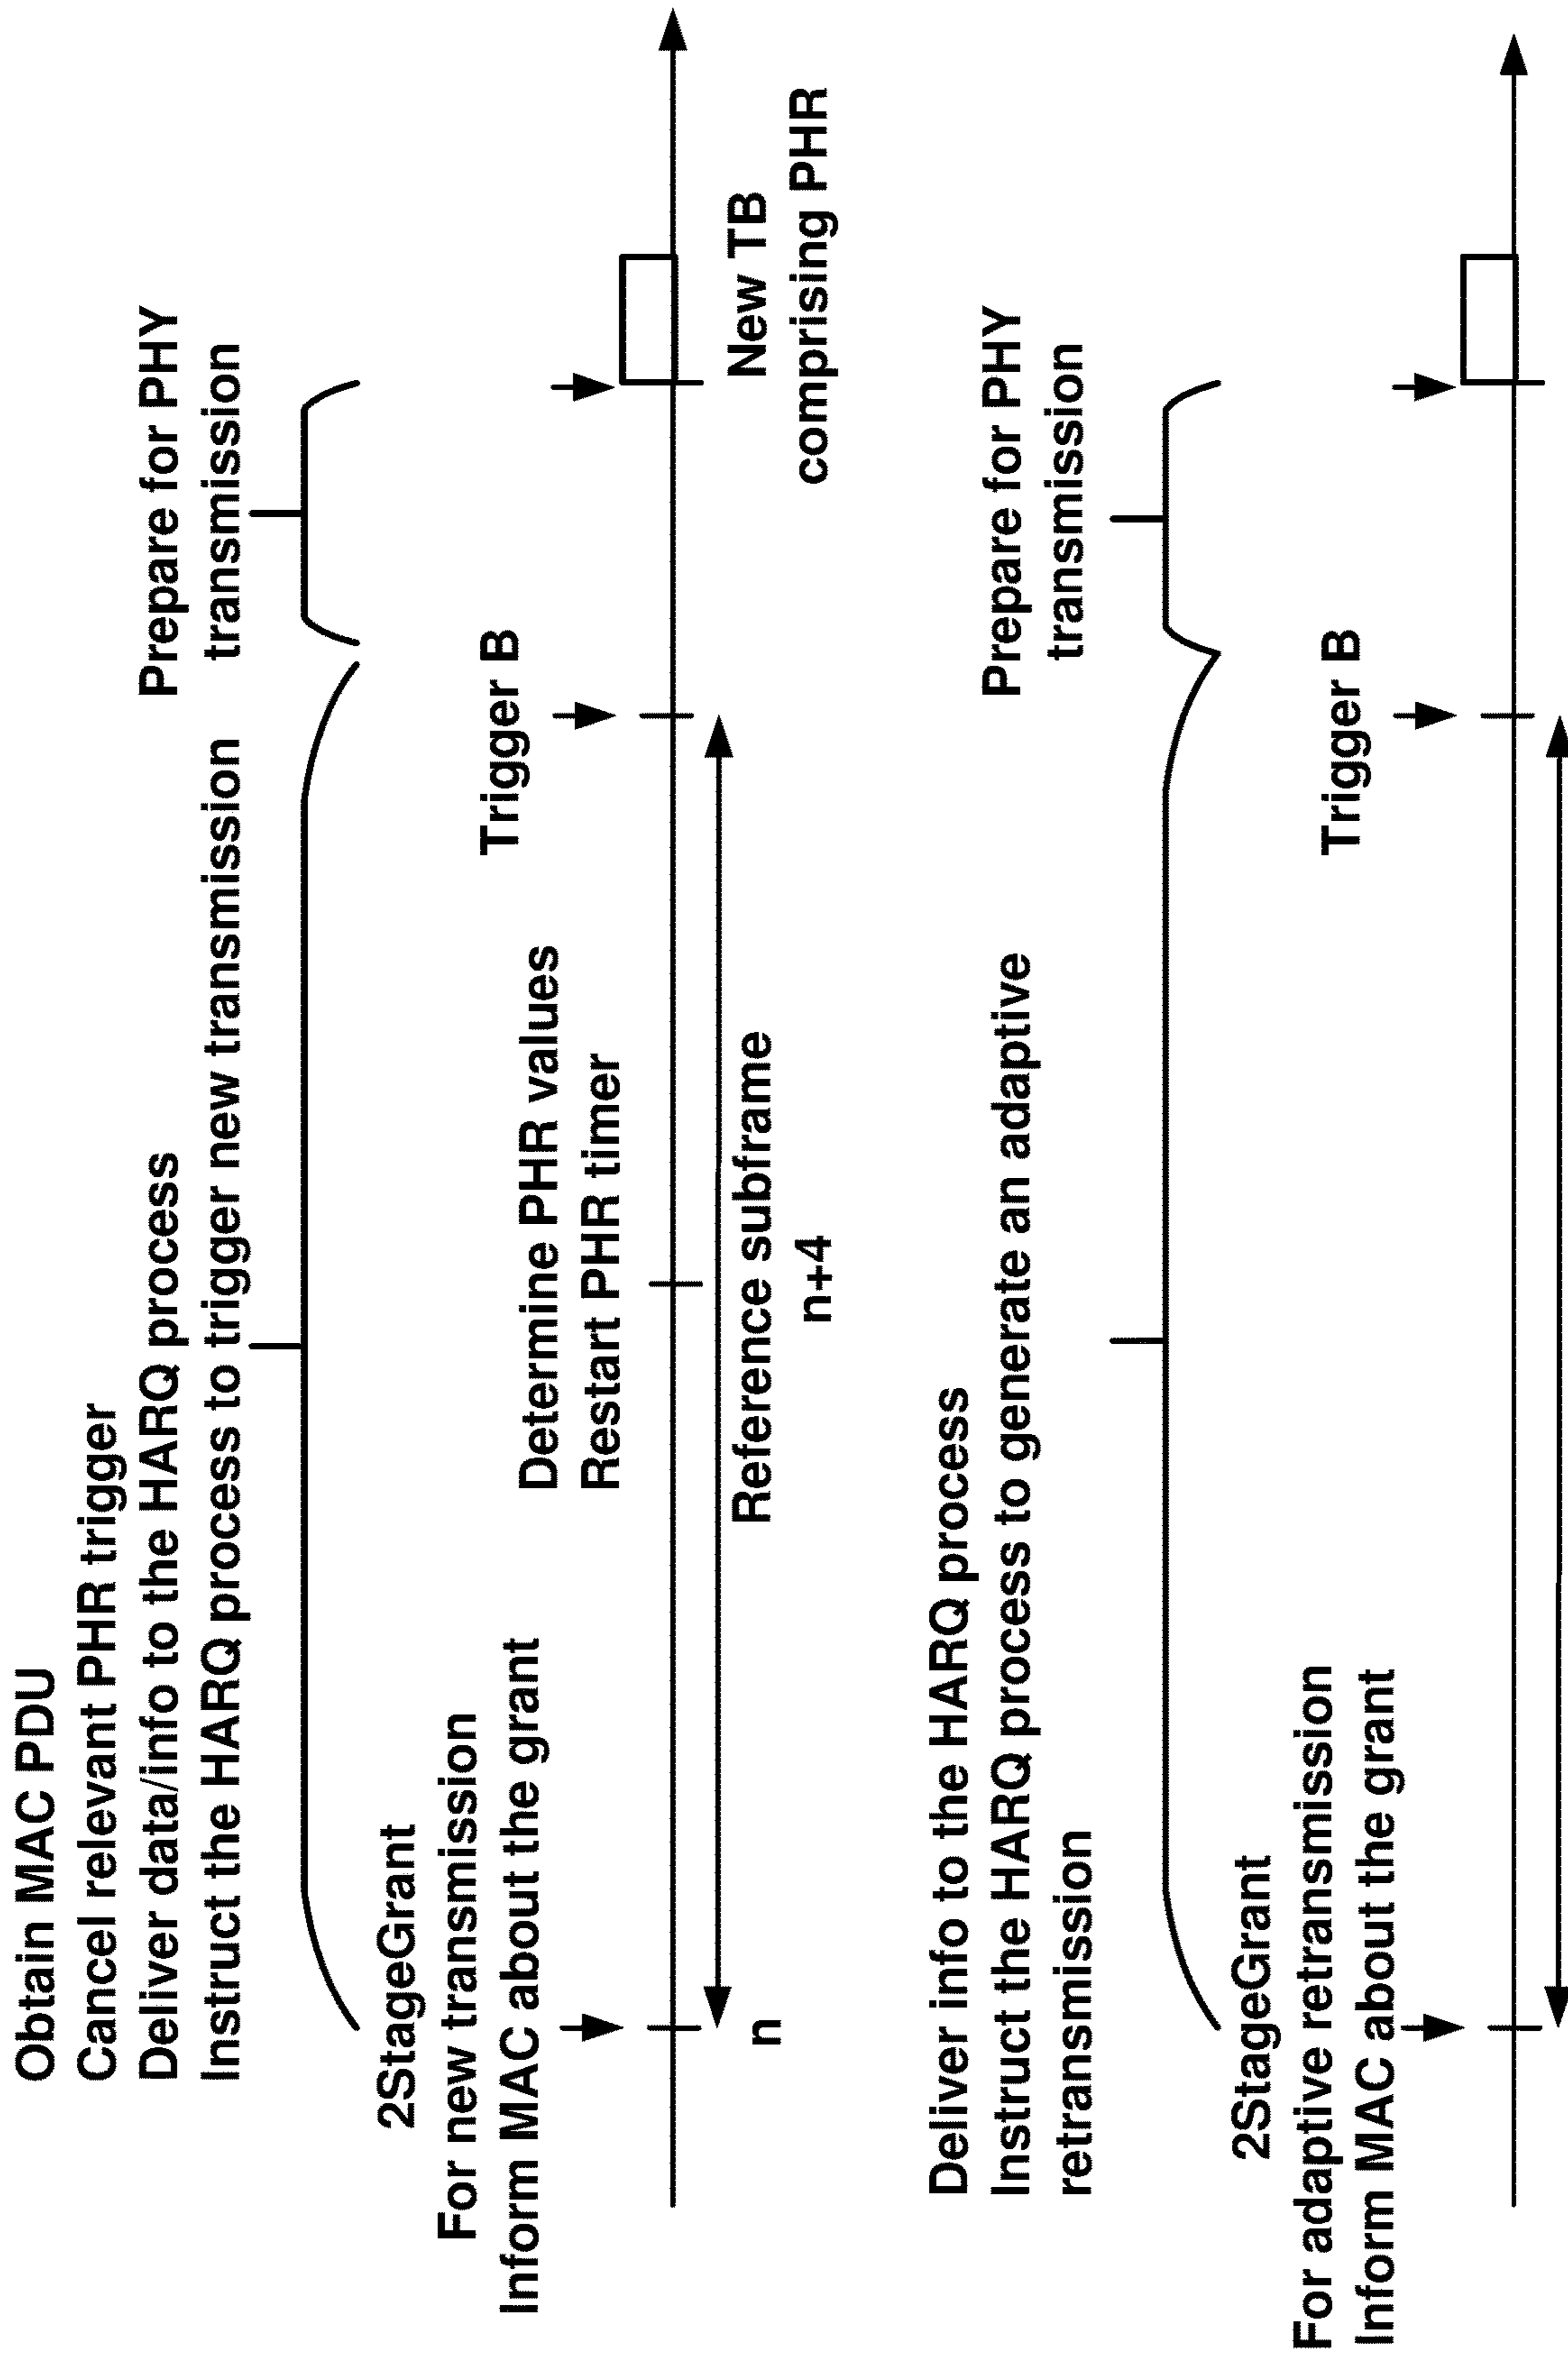 Obtain MAC PDU
Cancel relevant PHR trigger
Deliver data/info to the HARQ process
Instruct the HARQ process to trigger new transmission
Prepare for PHY
transmission
2StageGrant
For new transmission
Inform MAC about the grant
Determine PHR values
Restart PHR timer
Trigger B
n
Reference subframe
n+4
New TB
comprising PHR
Deliver info to the HARQ process
Instruct the HARQ process to generate an adaptive
retransmission
Prepare for PHY
transmission
2StageGrant
For adaptive retransmission
Inform MAC about the grant
Trigger B